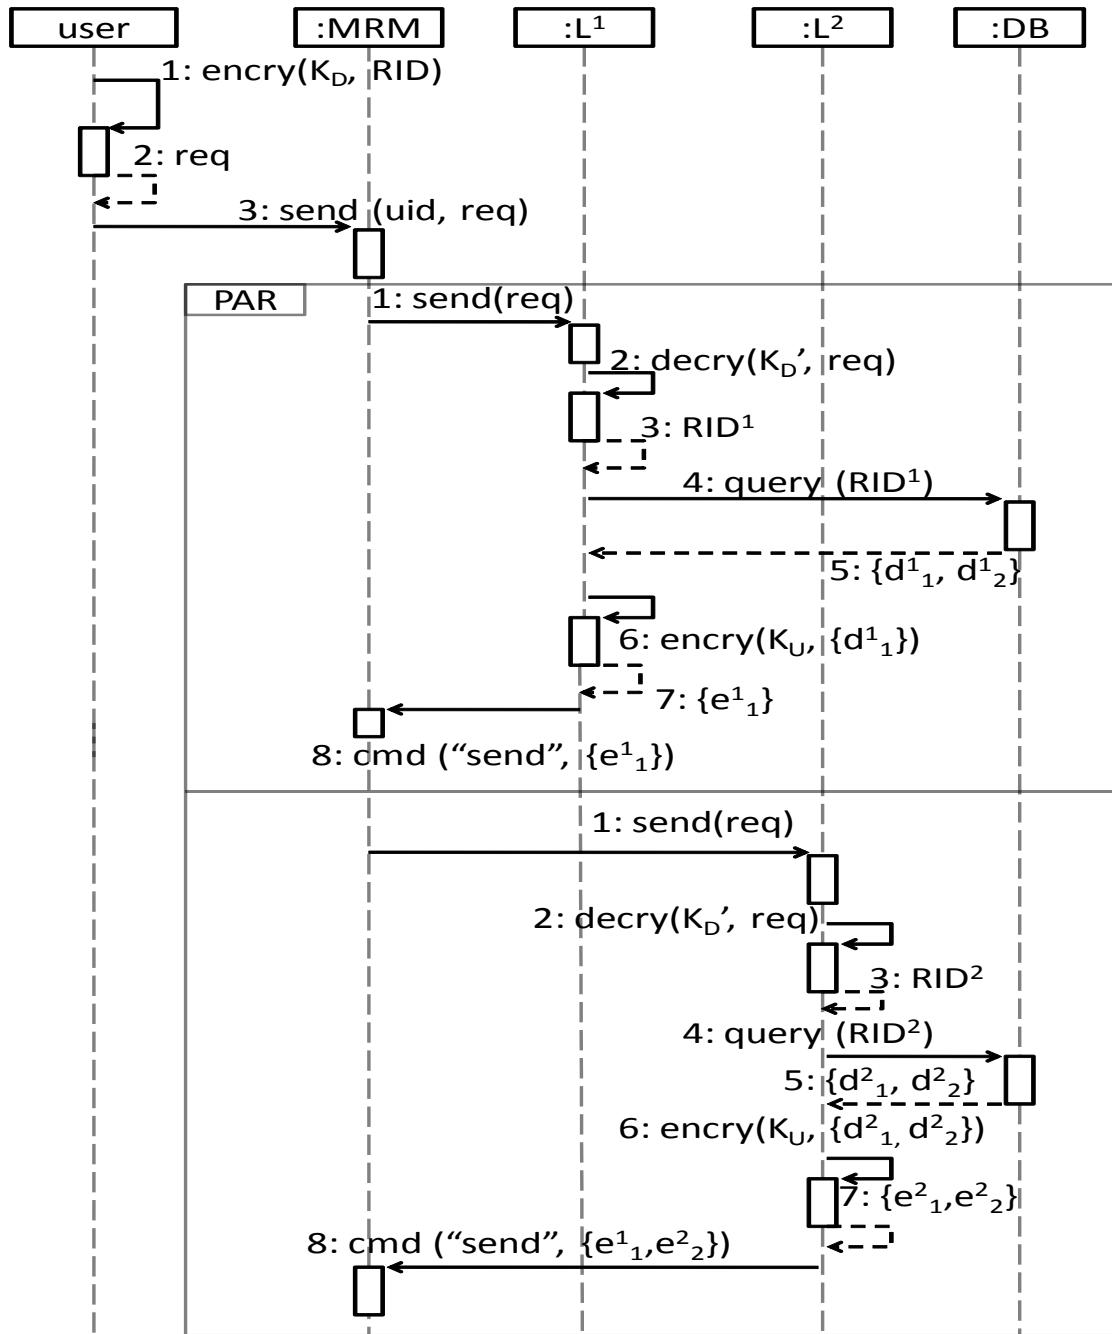 user :MRM :L¹ :L² :DB
1: encry(K_D, RID)
2: req
3: send (uid, req)
PAR
1: send(req)
2: decry(K_D’, req)
3: RID¹
4: query (RID¹)
5: {d¹₁, d¹₂}
6: encry(K_U, {d¹₁})
7: {e¹₁}
8: cmd (“send”, {e¹₁})
1: send(req)
2: decry(K_D’, req)
3: RID²
4: query (RID²)
5: {d²₁, d²₂}
6: encry(K_U, {d²₁, d²₂})
7: {e²₁,e²₂}
8: cmd (“send”, {e¹₁,e²₂})